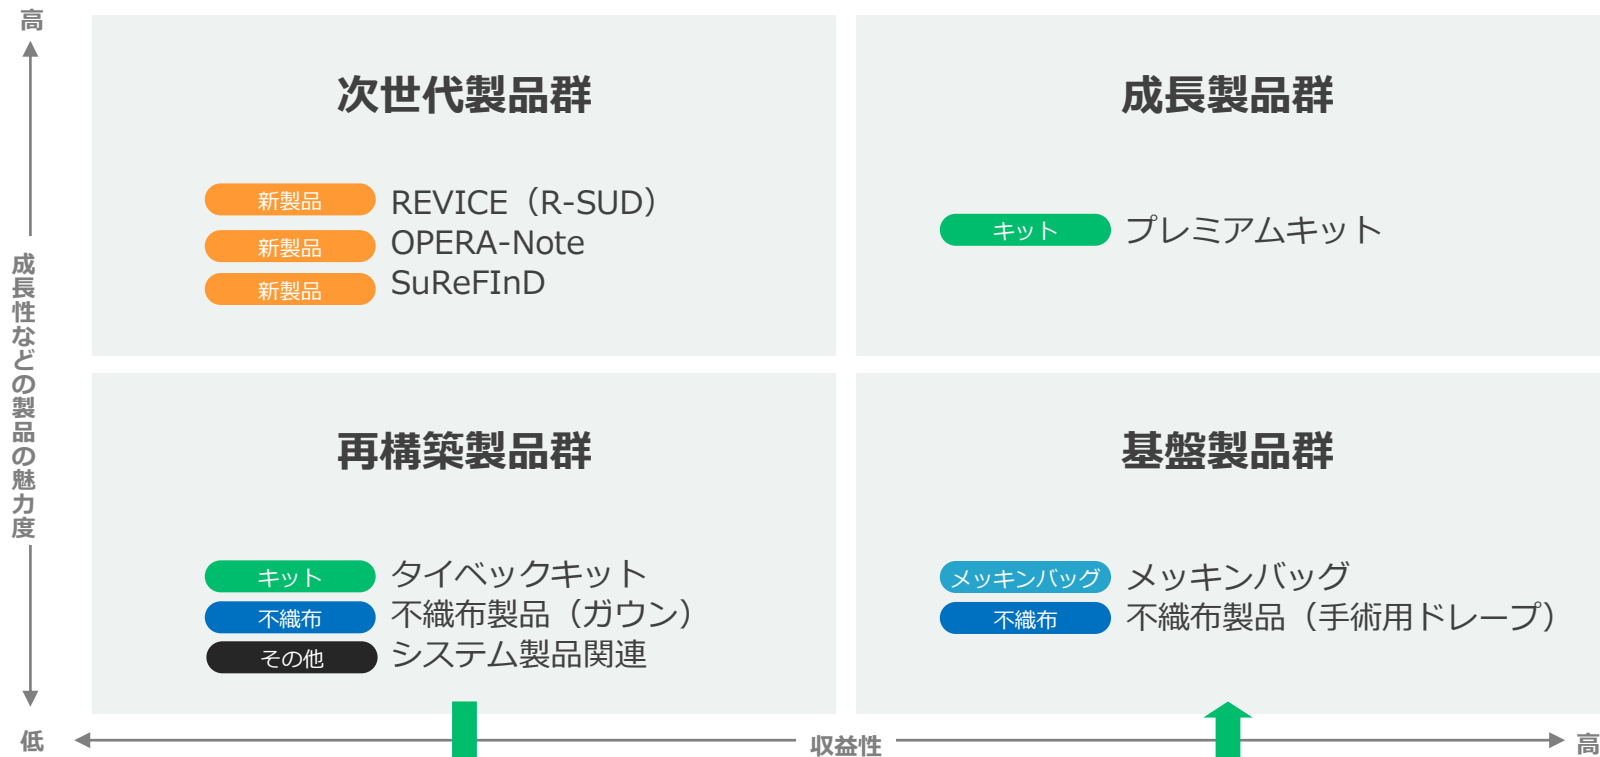 高
次世代製品群
新製品 REVICE（R-SUD）
新製品 OPERA-Note
新製品 SuReFInD
成長製品群
キット プレミアムキット
成長性などの製品の魅力度
再構築製品群
キット タイベックキット
不織布 不織布製品（ガウン）
その他 システム製品関連
基盤製品群
メッキンバッグ メッキンバッグ
不織布 不織布製品（手術用ドレープ）
低
収益性
高